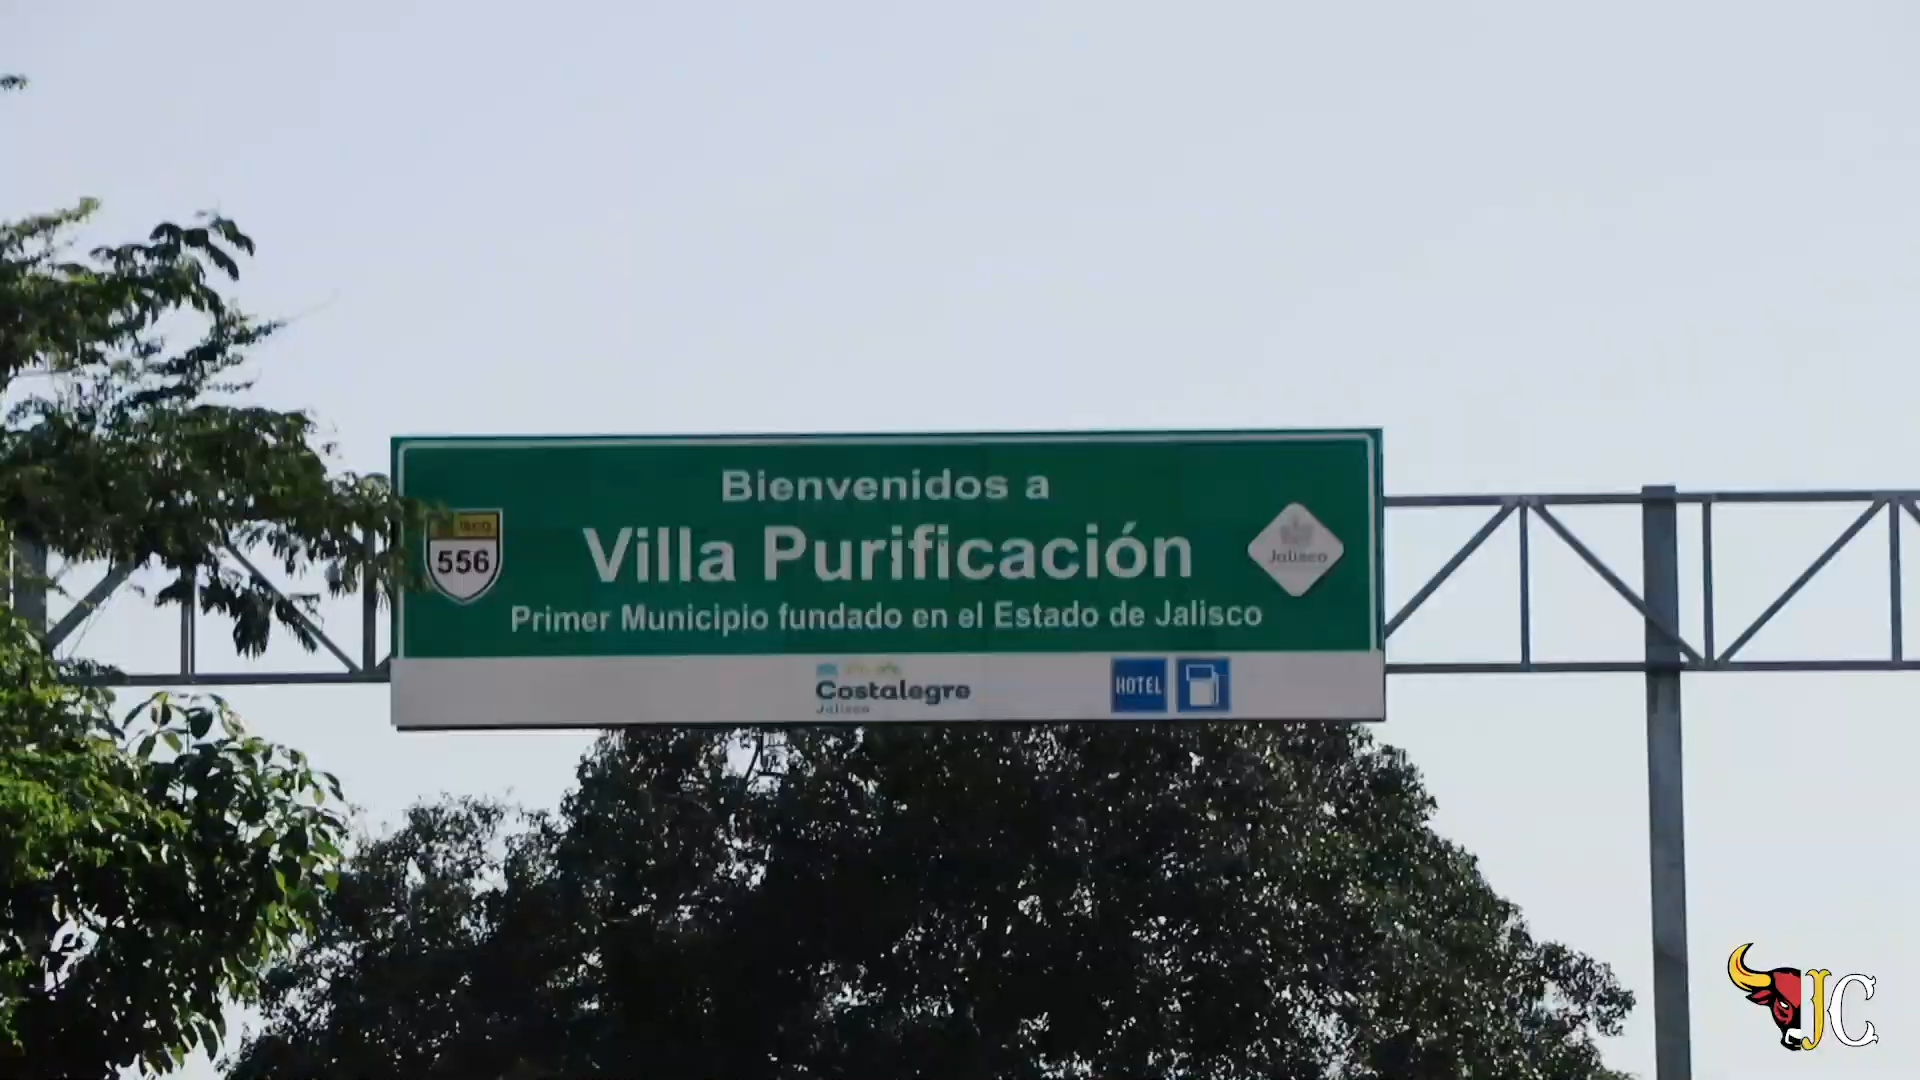 Bienvenidos a
556
Villa Purificación
Jalisco
Primer Municipio fundado en el Estado de Jalisco
Costalegre
Jalisco
HOTEL
JC